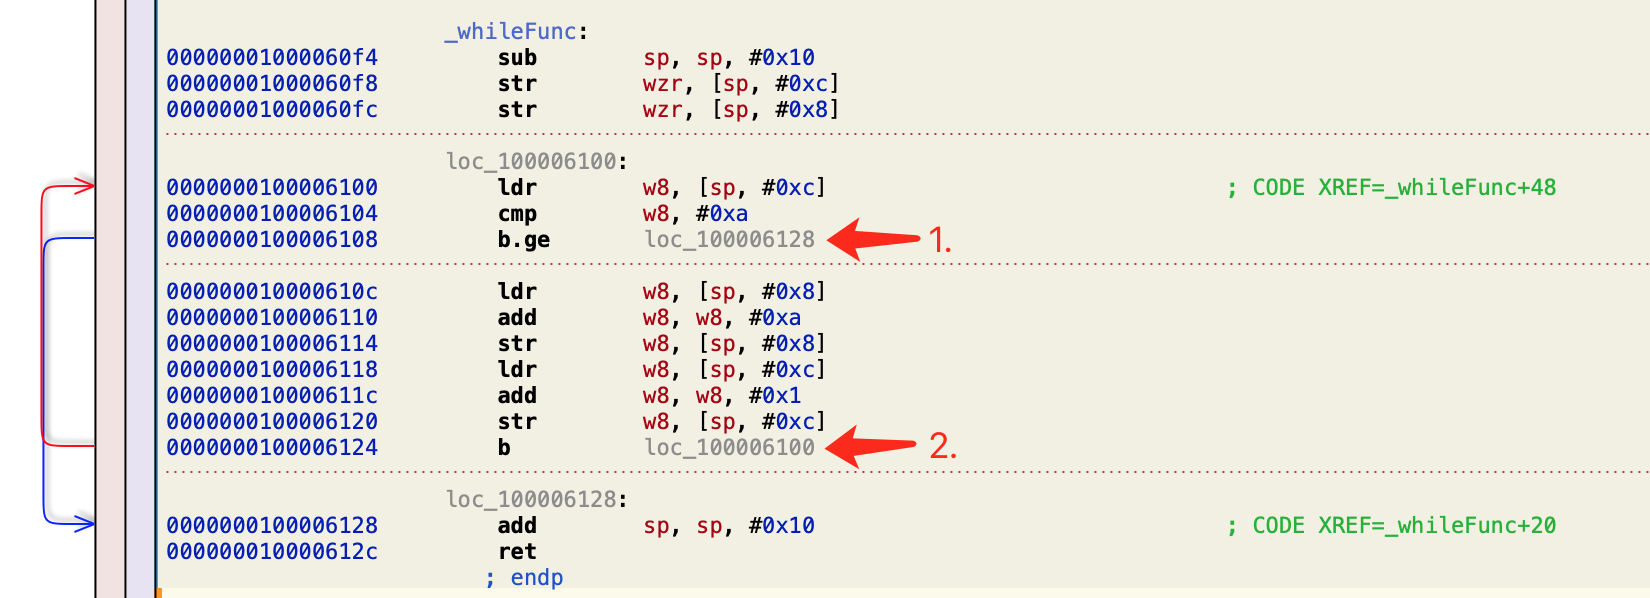 _whileFunc:
00000001000060f4 sub sp, sp, #0x10
00000001000060f8 str wzr, [sp, #0xc]
00000001000060fc str wzr, [sp, #0x8]
loc_100006100:
0000000100006100 ldr w8, [sp, #0xc] ; CODE XREF=_whileFunc+48
0000000100006104 cmp w8, #0xa
0000000100006108 b.ge loc_100006128 1.
000000010000610c ldr w8, [sp, #0x8]
0000000100006110 add w8, w8, #0xa
0000000100006114 str w8, [sp, #0x8]
0000000100006118 ldr w8, [sp, #0xc]
000000010000611c add w8, w8, #0x1
0000000100006120 str w8, [sp, #0xc]
0000000100006124 b loc_100006100 2.
loc_100006128:
0000000100006128 add sp, sp, #0x10 ; CODE XREF=_whileFunc+20
000000010000612c ret
; endp